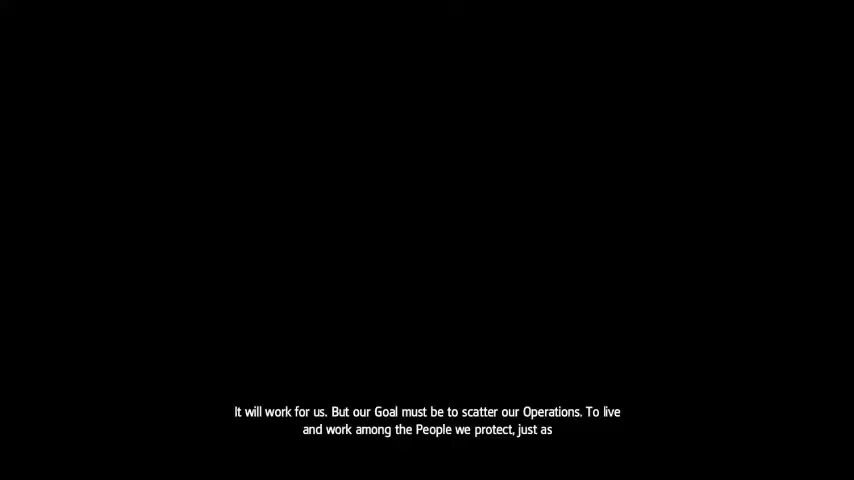 It will work for us. But our Goal must be to scatter our Operations. To live
and work among the People we protect, just as